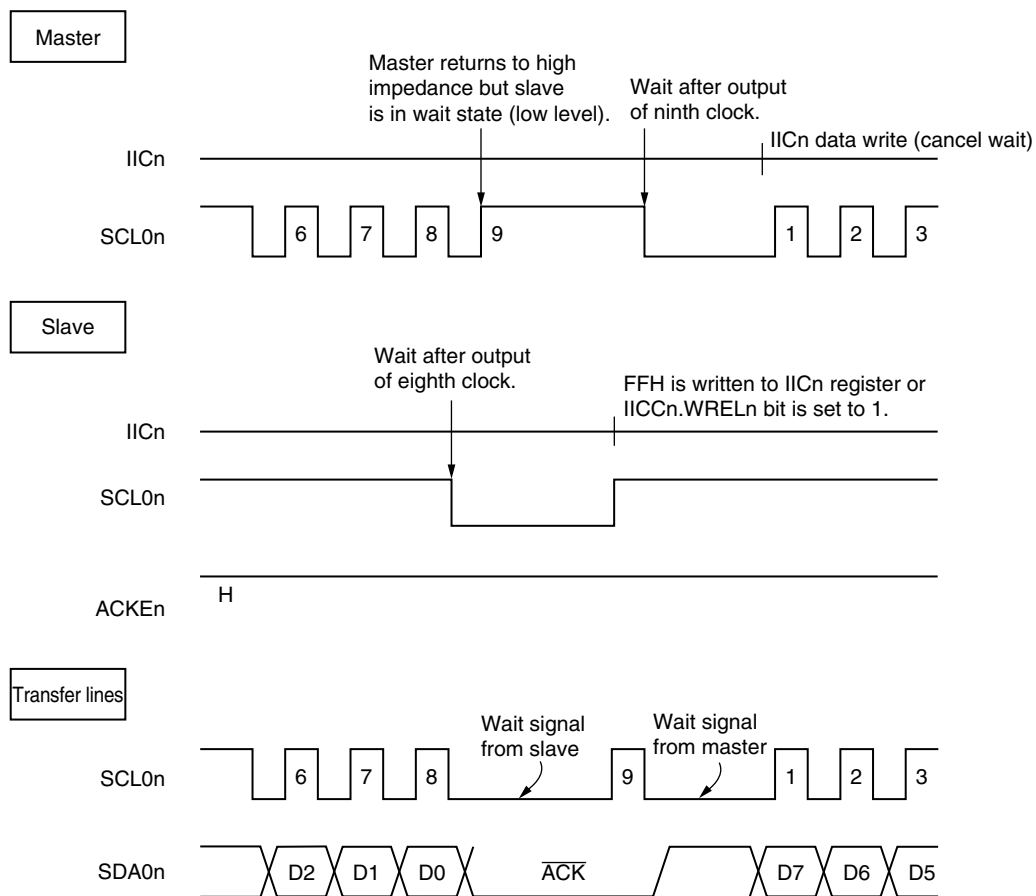 Master
Master returns to high
impedance but slave
is in wait state (low level).
Wait after output
of ninth clock.
IICn data write (cancel wait)
IICn
SCL0n
6 7 8 9 1 2 3
Slave
Wait after output
of eighth clock.
FFH is written to IICn register or
IICCn.WRELn bit is set to 1.
IICn
SCL0n
H
ACKEn
Transfer lines
Wait signal
from slave
Wait signal
from master
SCL0n
6 7 8 9 1 2 3
SDA0n
D2 D1 D0 ACK D7 D6 D5